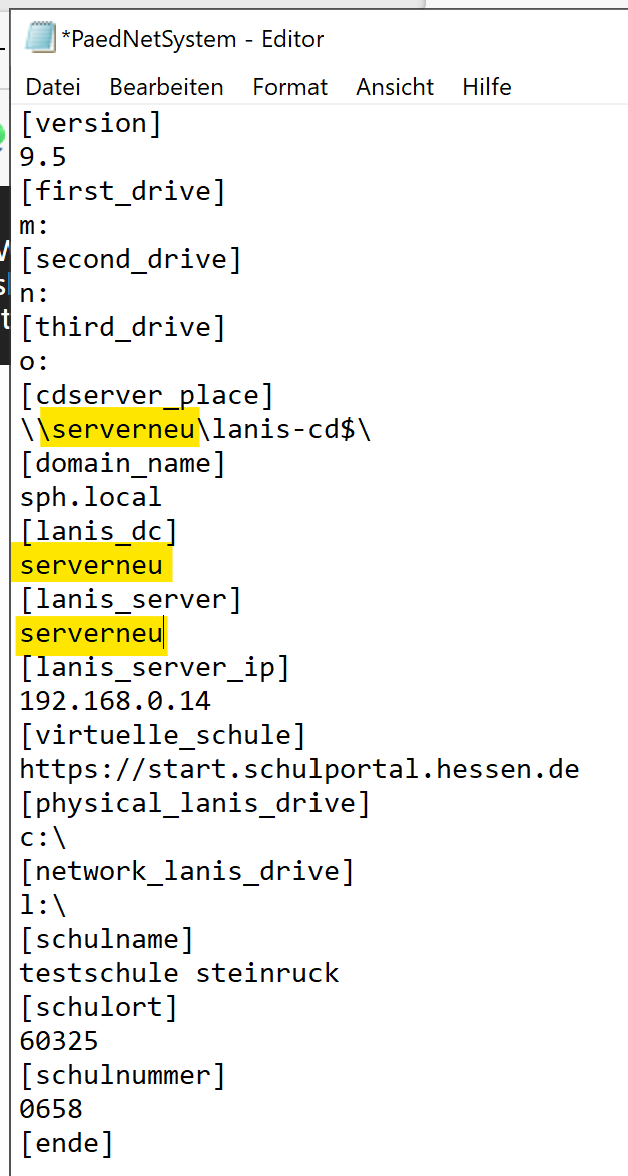 *PaedNetSystem - Editor
Datei Bearbeiten Format Ansicht Hilfe
[version]
9.5
[first_drive]
m:
[second_drive]
n:
[third_drive]
o:
[cdserver_place]
\\serverneu\lanis-cd$\
[domain_name]
sph.local
[lanis_dc]
serverneu
[lanis_server]
serverneu
[lanis_server_ip]
192.168.0.14
[virtuelle_schule]
https://start.schulportal.hessen.de
[physical_lanis_drive]
c:\
[network_lanis_drive]
l:\
[schulname]
testschule steinruck
[schulort]
60325
[schulnummer]
0658
[ende]